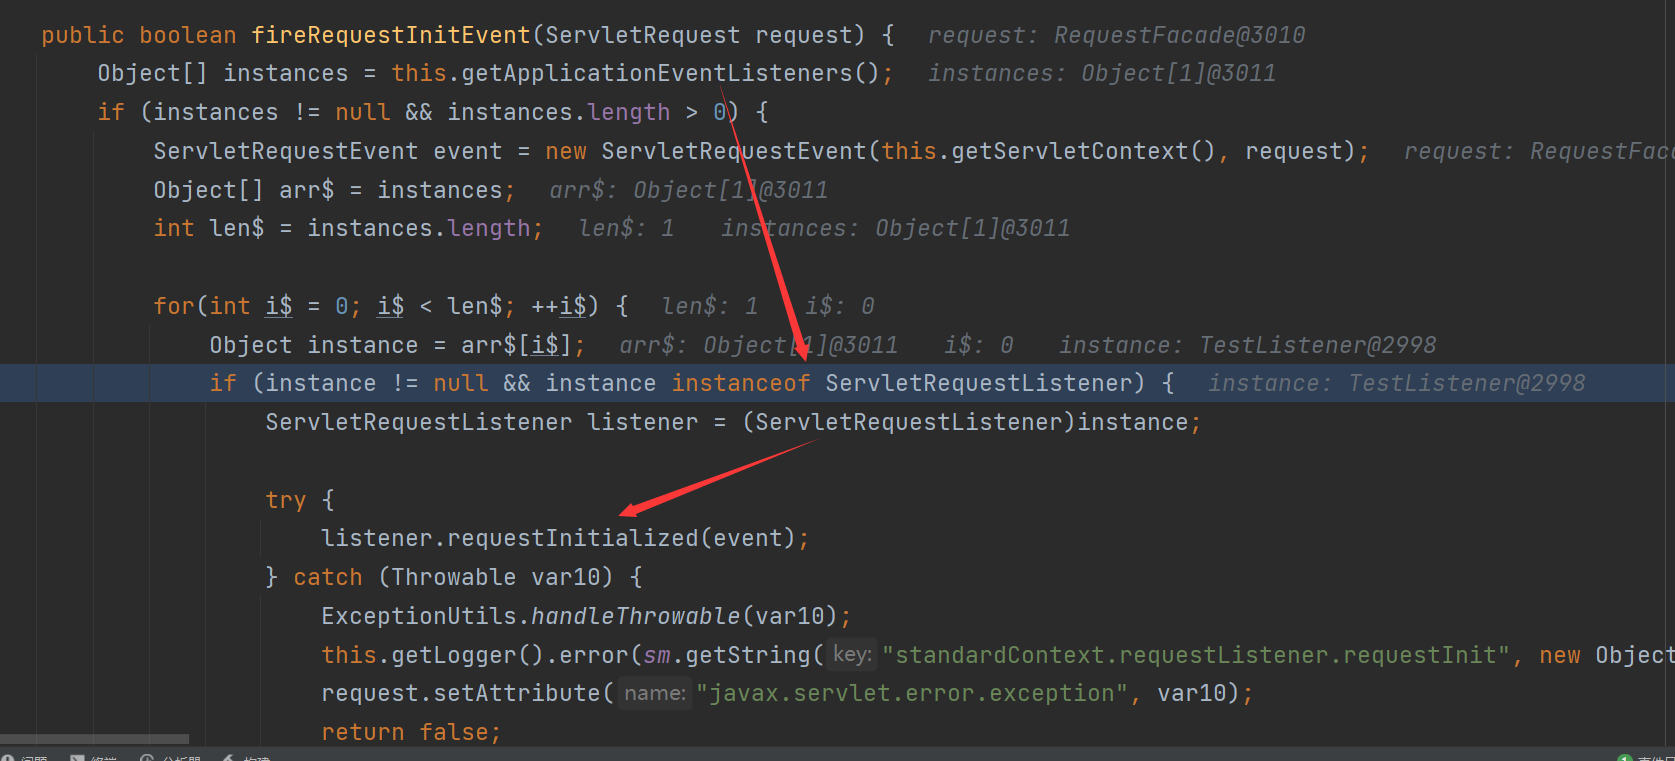 public boolean fireRequestInitEvent(ServletRequest request) {  request: RequestFacade@3010
Object[] instances = this.getApplicationEventListeners();  instances: Object[1]@3011
if (instances != null && instances.length > 0) {
ServletRequestEvent event = new ServletRequestEvent(this.getServletContext(), request);  request: RequestFac
Object[] arr$ = instances;  arr$: Object[1]@3011
int len$ = instances.length;  len$: 1  instances: Object[1]@3011
for(int i$ = 0; i$ < len$; ++i$) {  len$: 1  i$: 0
Object instance = arr$[i$];  arr$: Object[1]@3011  i$: 0  instance: TestListener@2998
if (instance != null && instance instanceof ServletRequestListener) {  instance: TestListener@2998
ServletRequestListener listener = (ServletRequestListener)instance;
try {
listener.requestInitialized(event);
} catch (Throwable var10) {
ExceptionUtils.handleThrowable(var10);
this.getLogger().error(sm.getString( key: "standardContext.requestListener.requestInit", new Object
request.setAttribute( name: "javax.servlet.error.exception", var10);
return false;